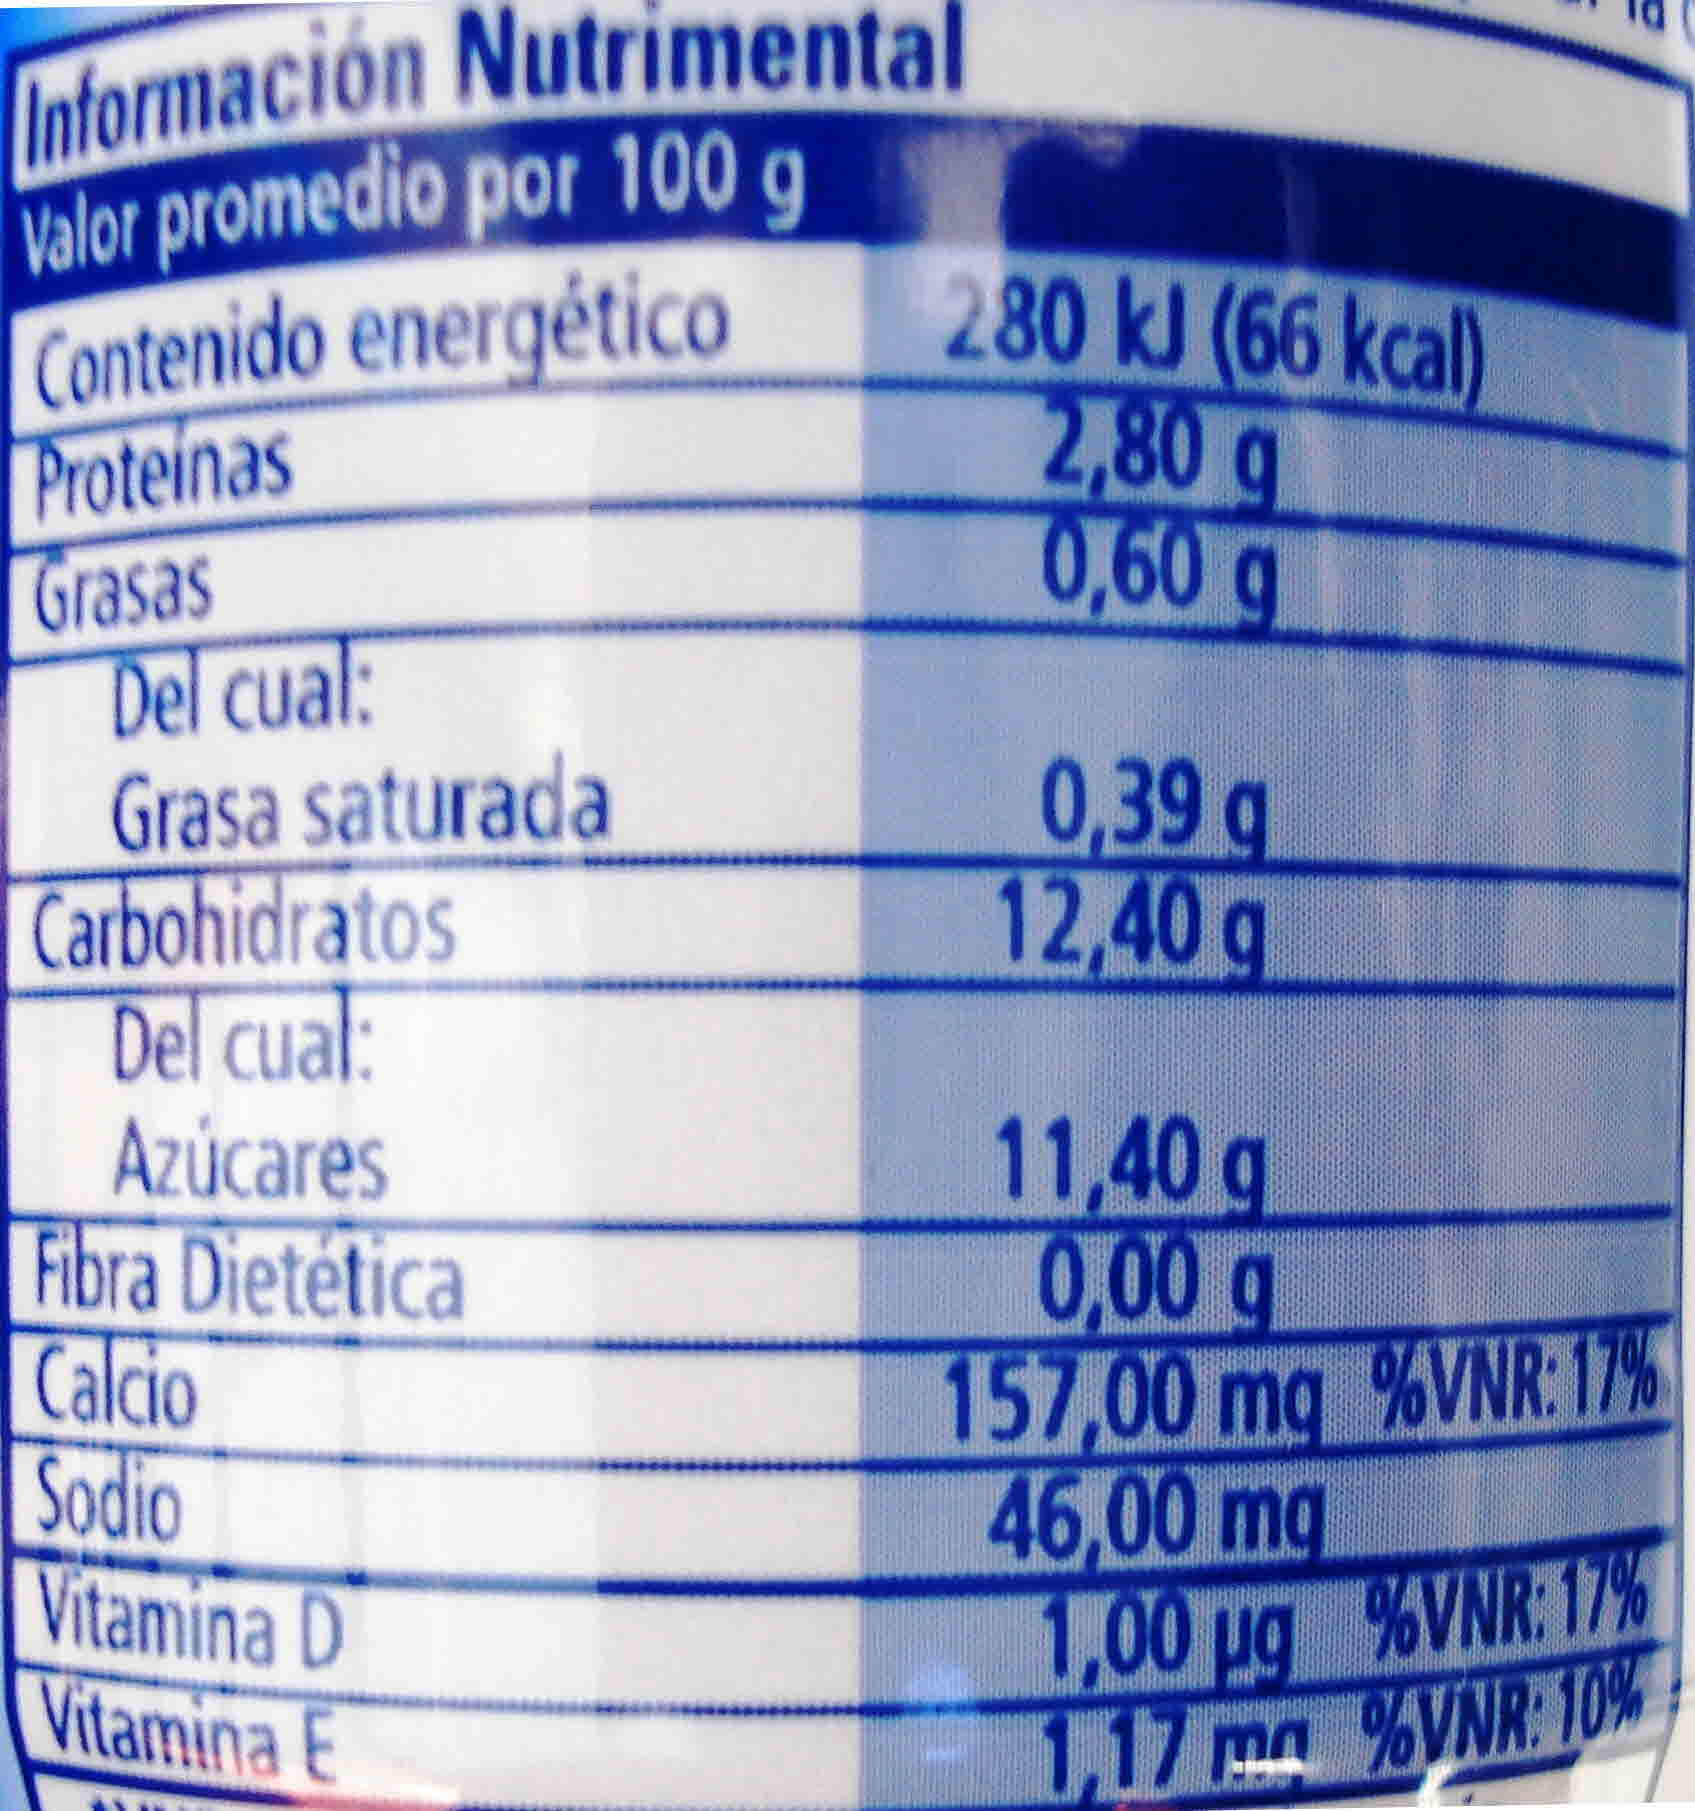 Información Nutrimental
Valor promedio por 100 g
Contenido energético 280 kJ (66 kcal)
Proteínas 2,80 g
Grasas 0,60 g
Del cual:
Grasa saturada 0,39 g
Carbohidratos 12,40 g
Del cual:
Azúcares 11,40 g
Fibra Dietética 0,00 g
Calcio 157,00 mg %VNR: 17%
Sodio 46,00 mg
Vitamina D 1,00 µg %VNR: 17%
Vitamina E 1,17 mg %VNR: 10%